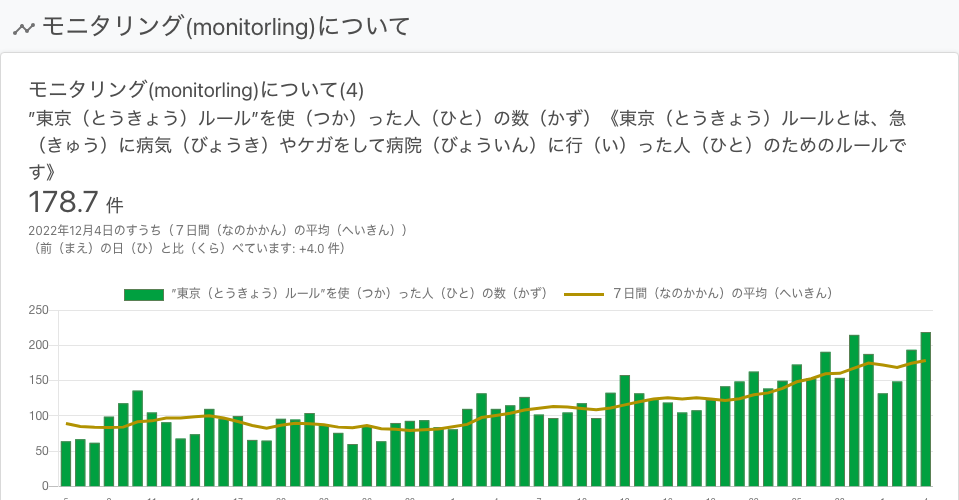 モニタリング(monitorling)について
モニタリング(monitorling)について(4)
”東京（とうきょう）ルール”を使（つか）った人（ひと）の数（かず）《東京（とうきょう）ルールとは、急
（きゅう）に病気（びょうき）やケガをして病院（びょういん）に行（い）った人（ひと）のためのルールで
す》
178.7 件
2022年12月4日のすうち（７日間（なのかかん）の平均（へいきん））
（前（まえ）の日（ひ）と比（くら）べています: +4.0 件）
”東京（とうきょう）ルール”を使（つか）った人（ひと）の数（かず） ７日間（なのかかん）の平均（へいきん）
250
200
150
100
50
0